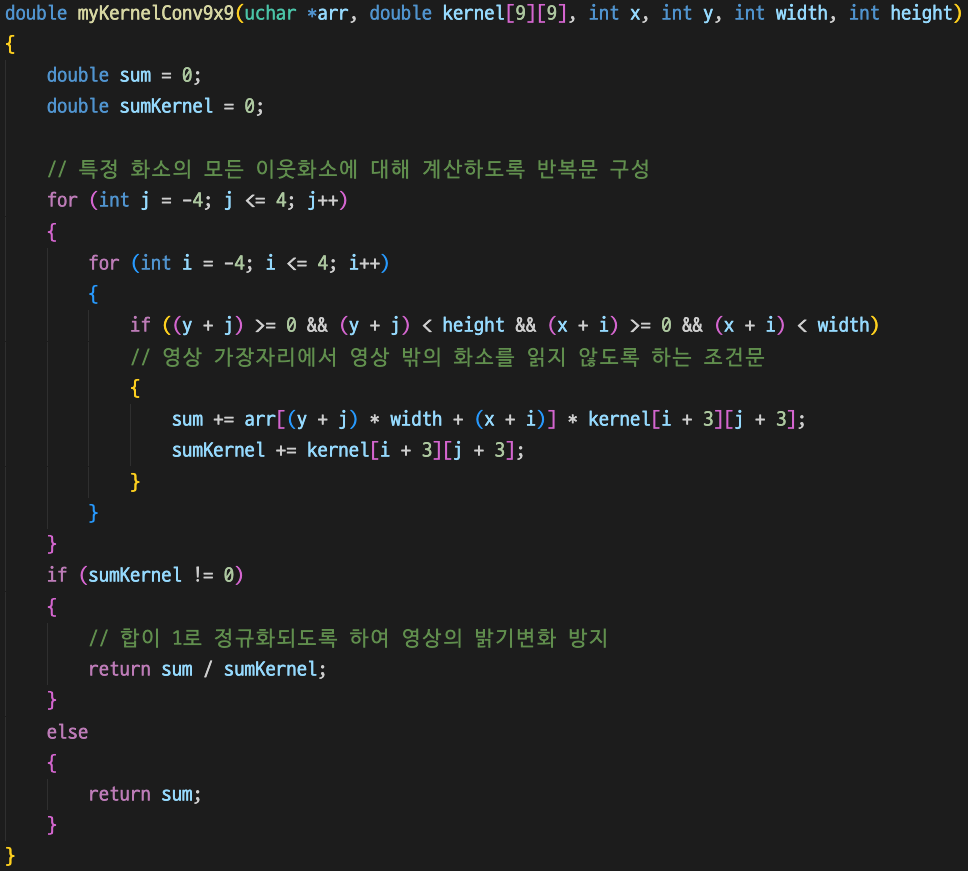 double myKernelConv9x9(uchar *arr, double kernel[9][9], int x, int y, int width, int height)
{
    double sum = 0;
    double sumKernel = 0;

    // 특정 화소의 모든 이웃화소에 대해 계산하도록 반복문 구성
    for (int j = -4; j <= 4; j++)
    {
        for (int i = -4; i <= 4; i++)
        {
            if ((y + j) >= 0 && (y + j) < height && (x + i) >= 0 && (x + i) < width)
            // 영상 가장자리에서 영상 밖의 화소를 읽지 않도록 하는 조건문
            {
                sum += arr[(y + j) * width + (x + i)] * kernel[i + 3][j + 3];
                sumKernel += kernel[i + 3][j + 3];
            }
        }
    }
    if (sumKernel != 0)
    {
        // 합이 1로 정규화되도록 하여 영상의 밝기변화 방지
        return sum / sumKernel;
    }
    else
    {
        return sum;
    }
}